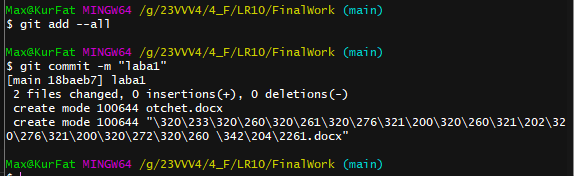 Max@KurFat MINGW64 /g/23VVV4/4_F/LR10/FinalWork (main)
$ git add --all
Max@KurFat MINGW64 /g/23VVV4/4_F/LR10/FinalWork (main)
$ git commit -m "laba1"
[main 18baeb7] laba1
 2 files changed, 0 insertions(+), 0 deletions(-)
 create mode 100644 otchet.docx
 create mode 100644 "\320\233\320\260\320\261\320\276\321\200\320\260\321\202\32
0\276\321\200\320\272\320\260 \342\204\2261.docx"
Max@KurFat MINGW64 /g/23VVV4/4_F/LR10/FinalWork (main)
$